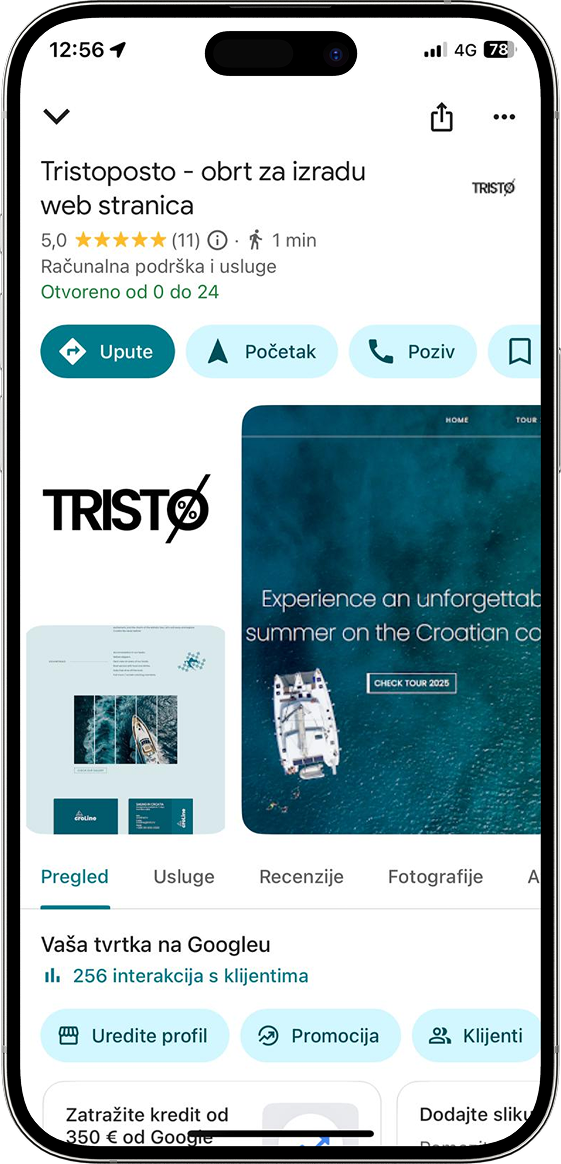 12:56
4G
78
Tristoposto - obrt za izradu
web stranica
TRISTØ
5,0
(11)
1 min
Računalna podrška i usluge
Otvoreno od 0 do 24
Upute
Početak
Poziv
TRISTØ
%
HOME
TOUR
Experience an unforgettab
summer on the Croatian co
CHECK TOUR 2025
croLine
croLine
Pregled
Usluge
Recenzije
Fotografije
A
Vaša tvrtka na Googleu
256 interakcija s klijentima
Uredite profil
Promocija
Klijenti
Zatražite kredit od
350 € od Google
Dodajte sliku